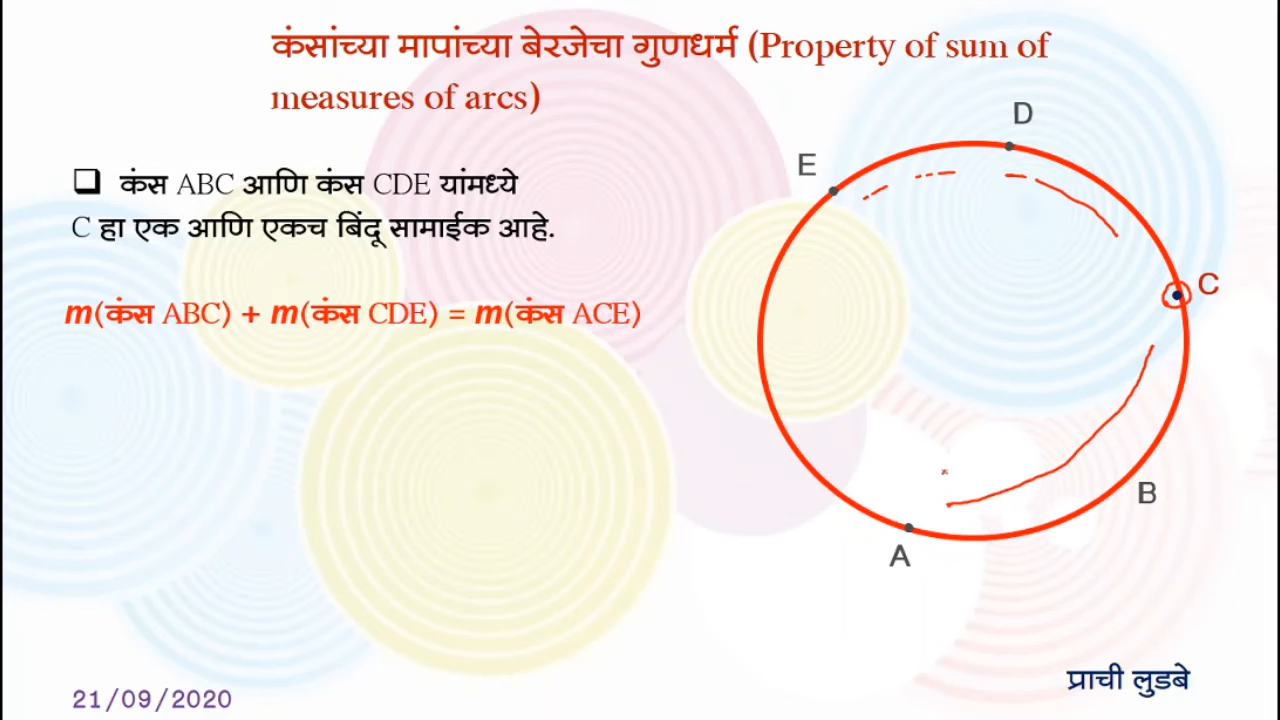 कंसांच्या मापांच्या बेरजेचा गुणधर्म (Property of sum of
measures of arcs)
❑ कंस ABC आणि कंस CDE यांमध्ये
C हा एक आणि एकच बिंदू सामाईक आहे.
m(कंस ABC) + m(कंस CDE) = m(कंस ACE)
D
E
C
B
A
प्राची लुडबे
21/09/2020